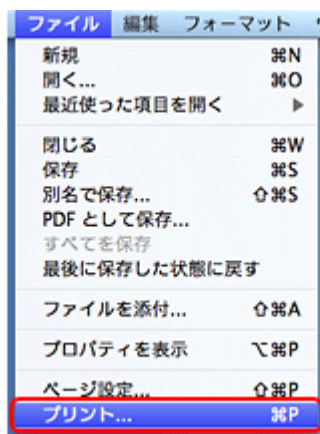 ファイル 編集 フォーマット
新規 ⌘N
開く... ⌘O
最近使った項目を開く ▶
閉じる ⌘W
保存 ⌘S
別名で保存... ⇧⌘S
PDF として保存...
すべてを保存
最後に保存した状態に戻す
ファイルを添付... ⇧⌘A
プロパティを表示 ⌥⌘P
ページ設定... ⇧⌘P
プリント... ⌘P